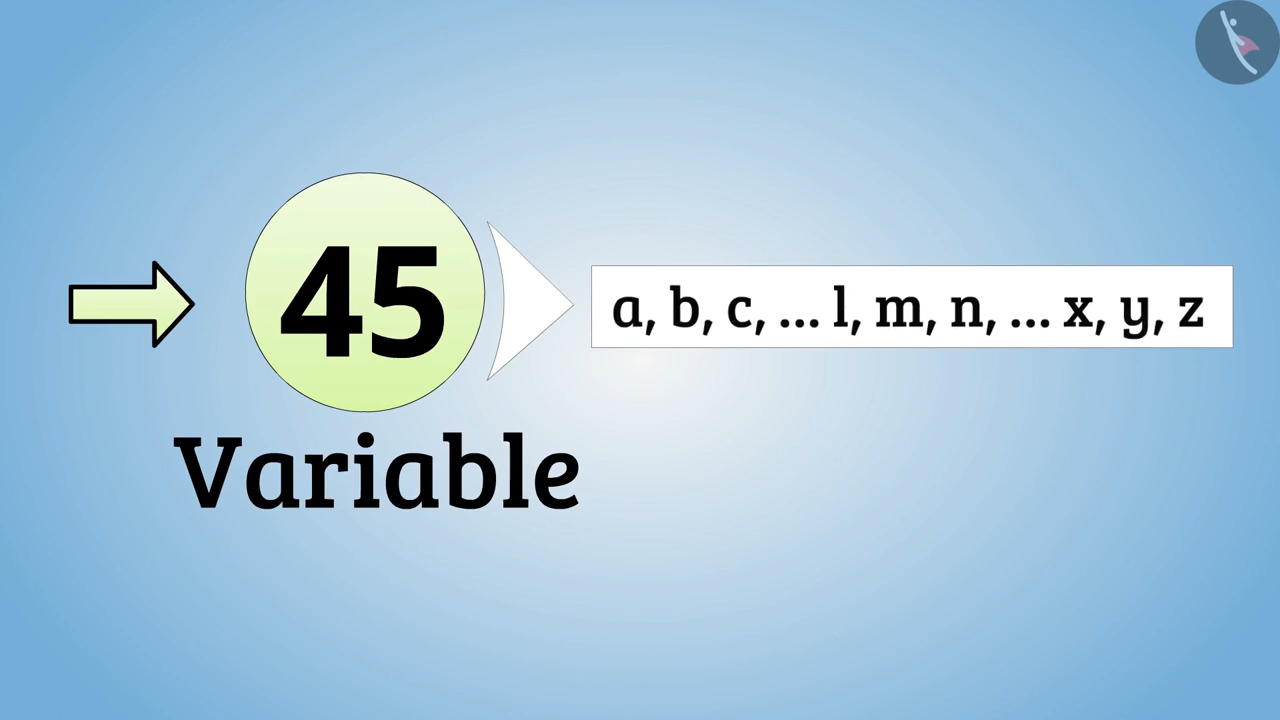 45
a, b, c, ... l, m, n, ... x, y, z
Variable